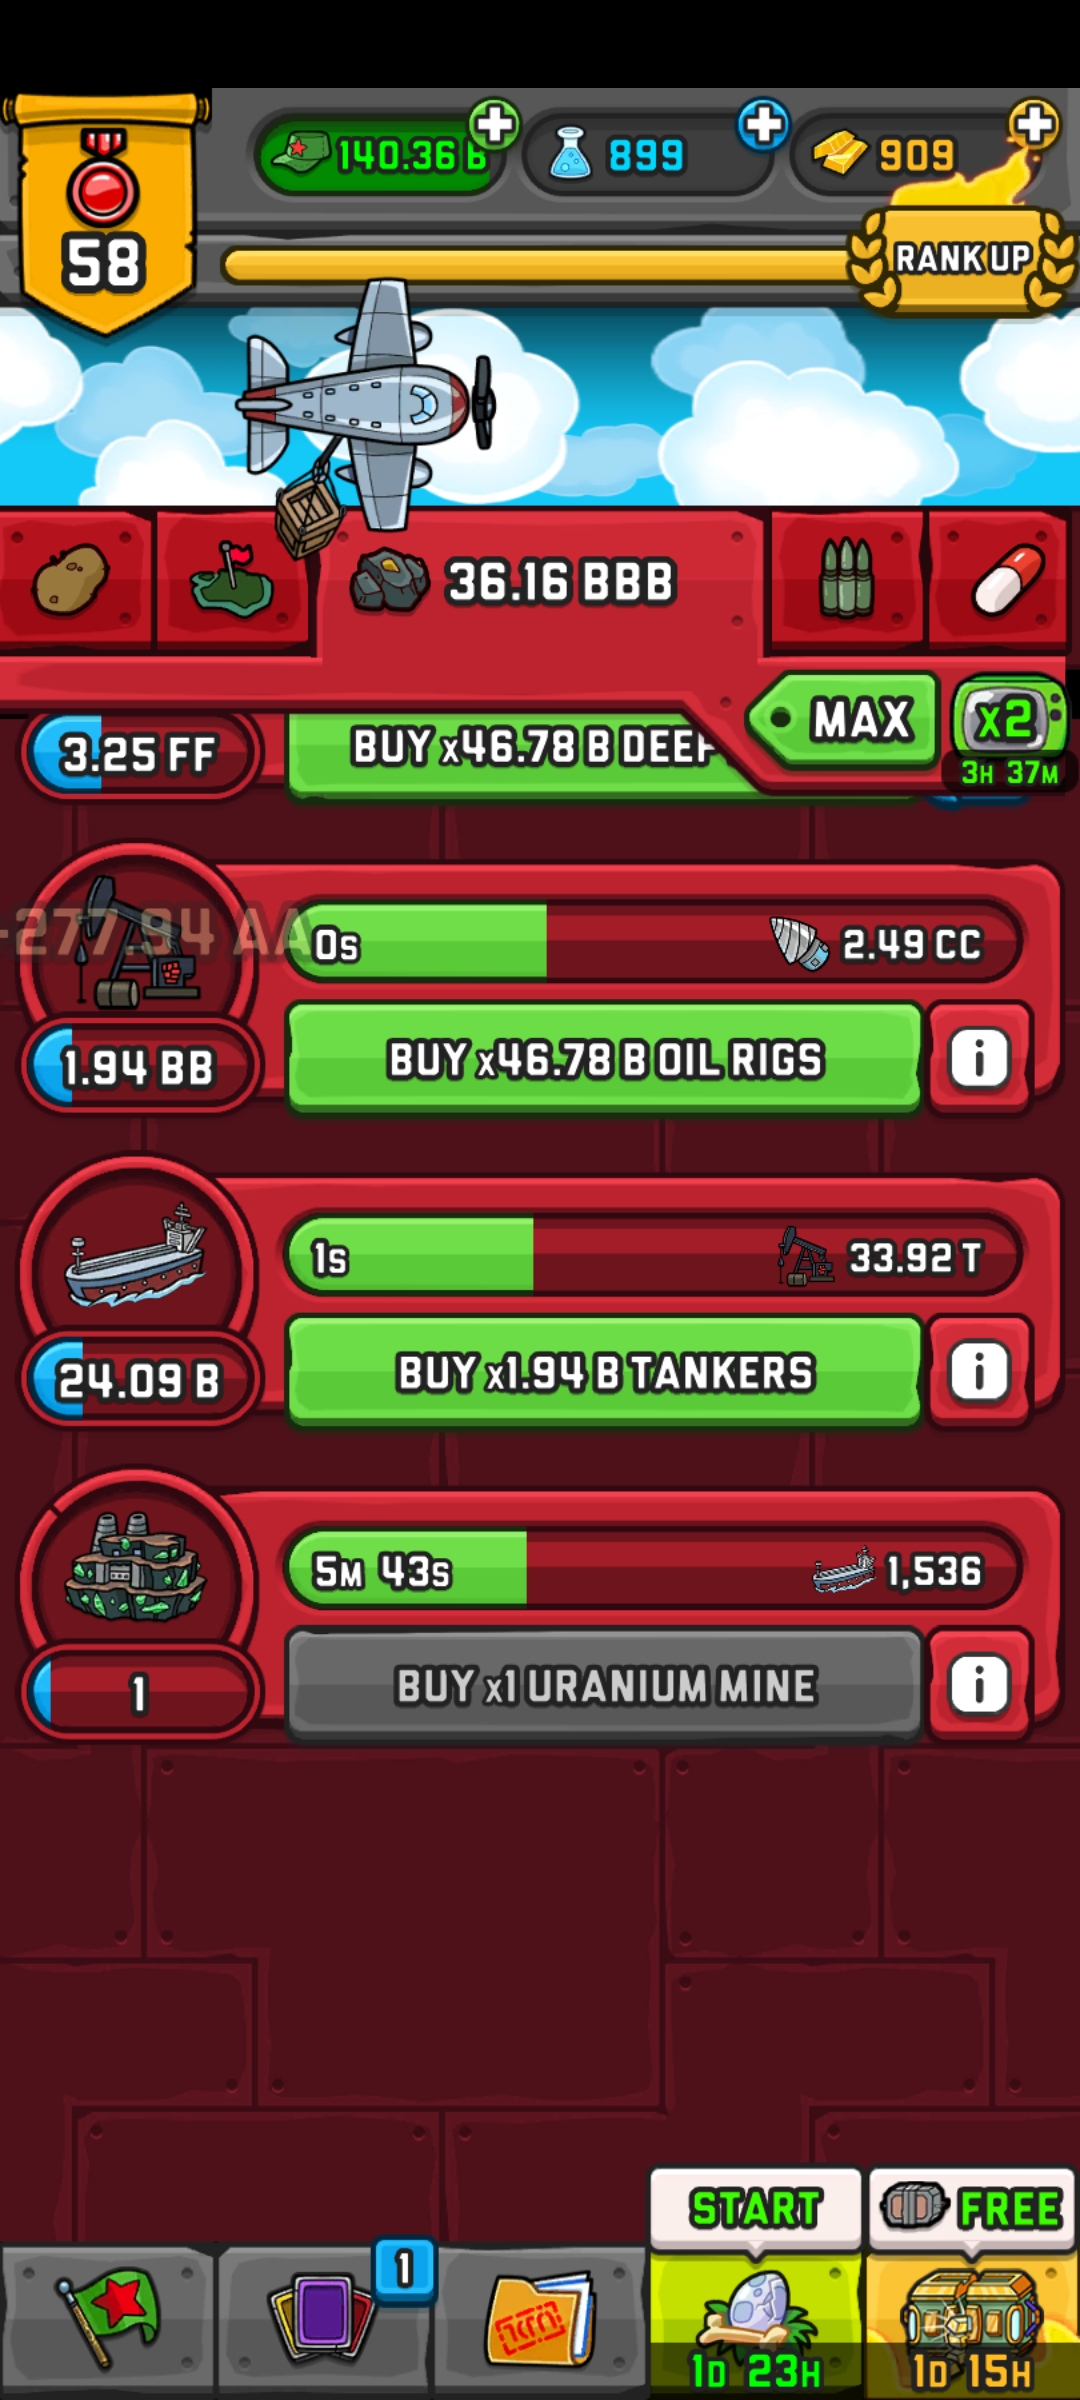 140.36 B
899
909
58
RANK UP
36.16 BBB
MAX
x2
3H 37M
3.25 FF
BUY x46.78 B DEEP
-277.94 AA
0s
2.49 CC
1.94 BB
BUY x46.78 B OIL RIGS
i
1s
33.92 T
24.09 B
BUY x1.94 B TANKERS
i
5M 43s
1,536
1
BUY x1 URANIUM MINE
i
START
FREE
1
1D 23H
1D 15H